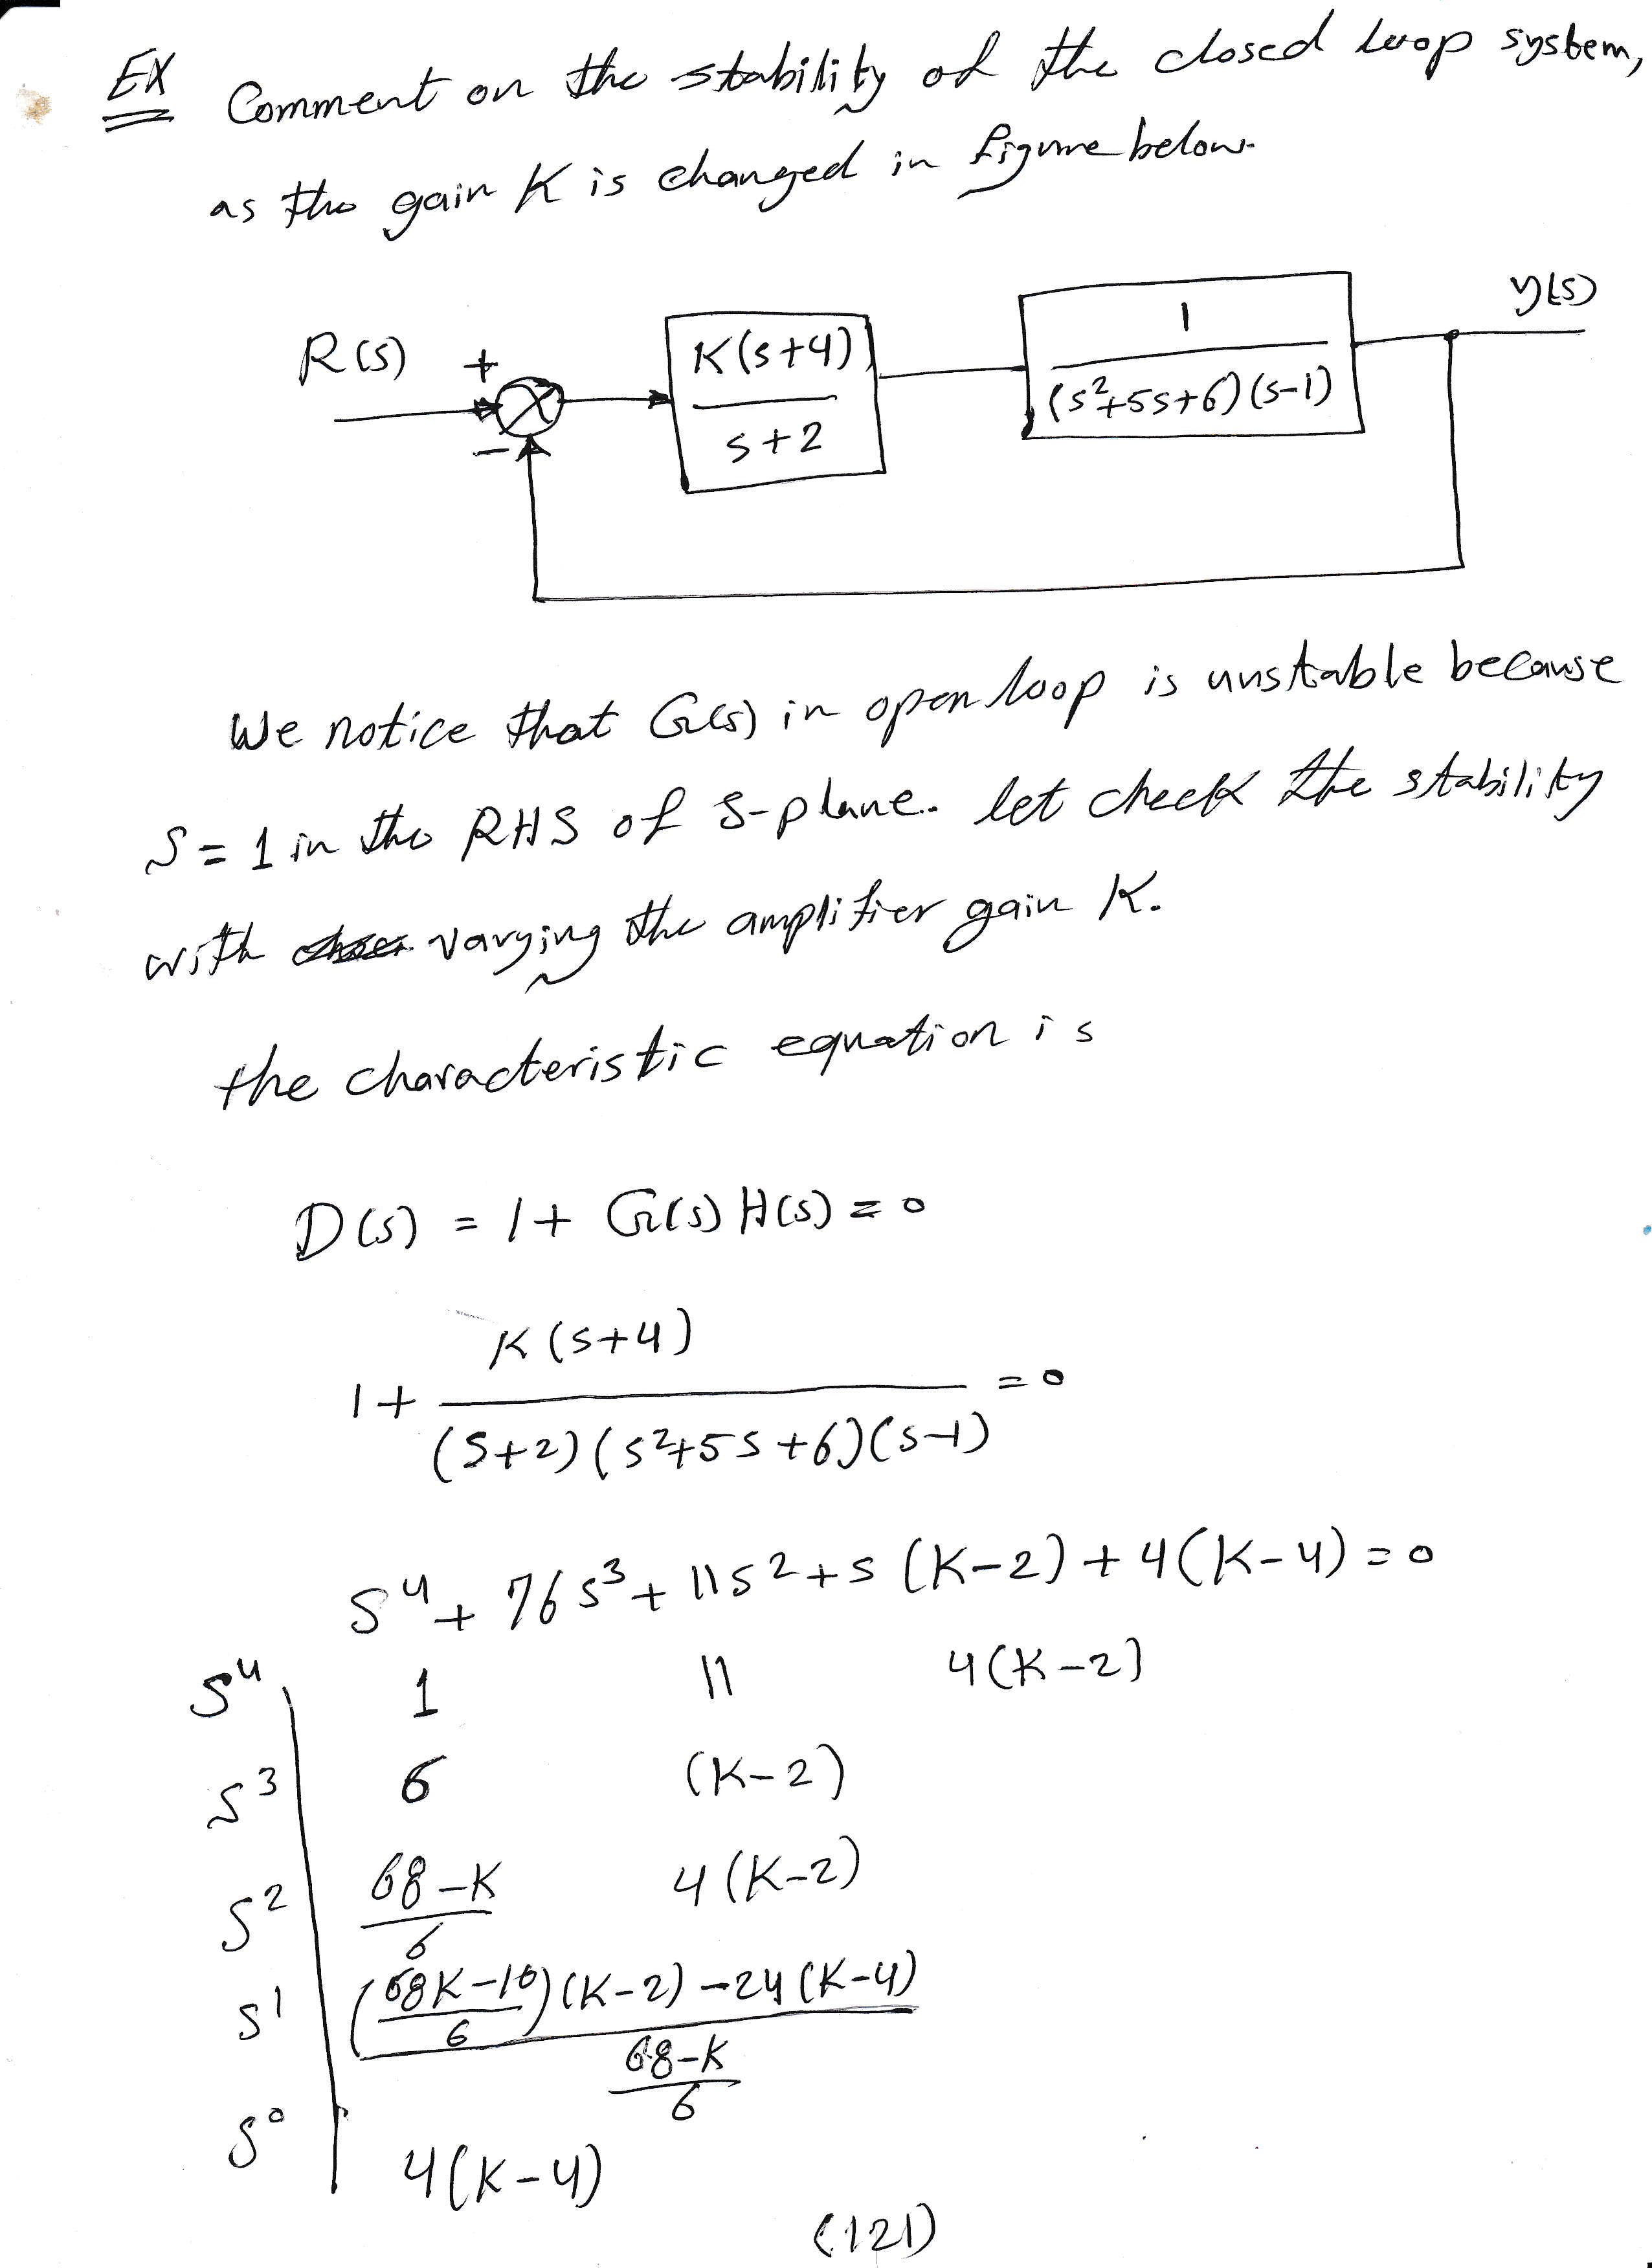 EX Comment on the stability of the closed loop system,
as the gain K is changed in figure below.
R(s) + K(s+4) / s+2 1 / (s²+5s+6)(s-1) y(s)
-
We notice that G(s) in open loop is unstable because
S = 1 in the RHS of S-plane. let check the stability
with varying the amplifier gain K.
the characteristic equation is
D(s) = 1 + G(s) H(s) = 0
1 + K(s+4) / (S+2)(s²+5s+6)(s-1) = 0
S⁴ + 76s³ + 11s² + s(K-2) + 4(K-4) = 0
S⁴ 1 11 4(K-2)
S³ 6 (K-2)
S² 68-K / 6 4(K-2)
S¹ (68K-10 / 6)(K-2) - 24(K-4) / 68-K / 6
S⁰ 4(K-4)
(121)